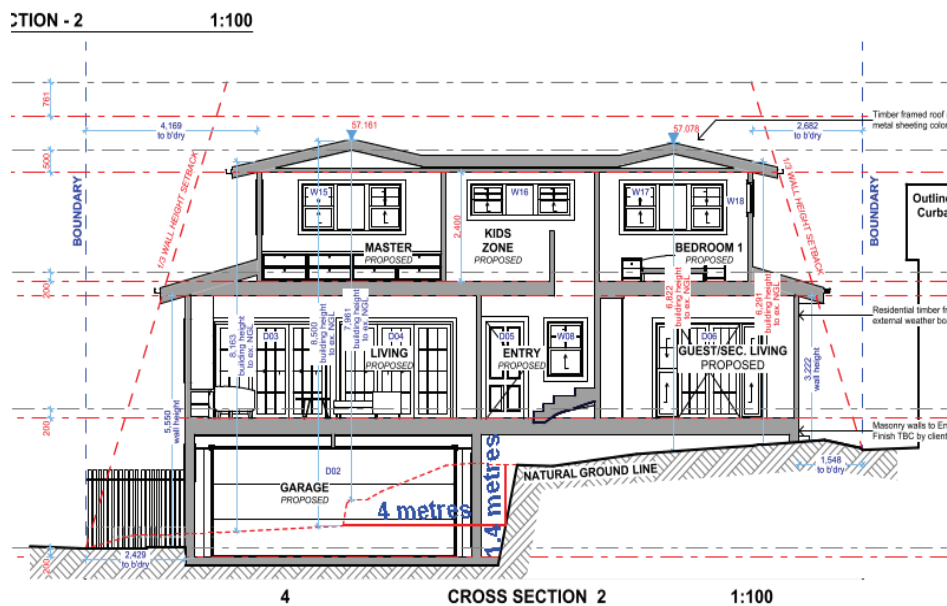 CTION - 2 1:100
761
4,169
to b'dry
57.161
57.078
2,682
to b'dry
Timber framed roof
metal sheeting color
500
BOUNDARY
1/3 WALL HEIGHT SETBACK
W15
W16
W17
W18
1/3 WALL HEIGHT SETBACK
BOUNDARY
Outline
Curba
2,400
MASTER
PROPOSED
KIDS
ZONE
PROPOSED
BEDROOM 1
PROPOSED
200
8,163
building height
to ex. NGL
8,500
building height
to ex. NGL
7,981
building height
to ex. NGL
6,822
building height
to ex. NGL
6,291
building height
to ex. NGL
Residential timber fr
external weather bo
D03
D04
D05
W08
D06
LIVING
PROPOSED
ENTRY
PROPOSED
GUEST/SEC. LIVING
PROPOSED
3,222
wall height
5,550
wall height
200
Masonry walls to En
Finish TBC by client
1,548
to b'dry
D02
GARAGE
PROPOSED
4 metres
1.4 metres
NATURAL GROUND LINE
200
2,429
to b'dry
4 CROSS SECTION 2 1:100